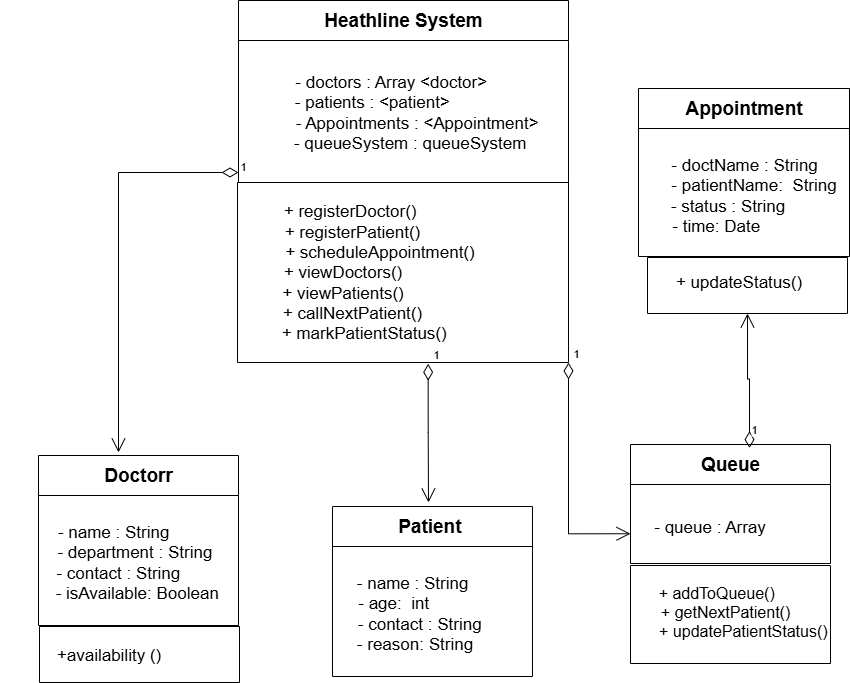 Heathline System
- doctors : Array <doctor>
- patients : <patient>
- Appointments : <Appointment>
- queueSystem : queueSystem
1
+ registerDoctor()
+ registerPatient()
+ scheduleAppointment()
+ viewDoctors()
+ viewPatients()
+ callNextPatient()
+ markPatientStatus()
1
1
Appointment
- doctName : String
- patientName: String
- status : String
- time: Date
+ updateStatus()
1
Doctorr
- name : String
- department : String
- contact : String
- isAvailable: Boolean
+availability ()
Patient
- name : String
- age: int
- contact : String
- reason: String
Queue
- queue : Array
+ addToQueue()
+ getNextPatient()
+ updatePatientStatus()